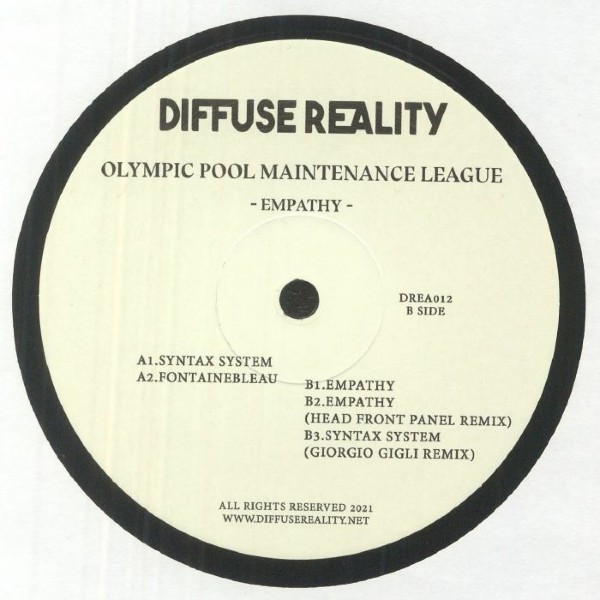 DIFFUSE REALITY
OLYMPIC POOL MAINTENANCE LEAGUE
- EMPATHY -
DREA012
B SIDE
A1.SYNTAX SYSTEM
A2.FONTAINEBLEAU
B1.EMPATHY
B2.EMPATHY
(HEAD FRONT PANEL REMIX)
B3.SYNTAX SYSTEM
(GIORGIO GIGLI REMIX)
ALL RIGHTS RESERVED 2021
WWW.DIFFUSEREALITY.NET